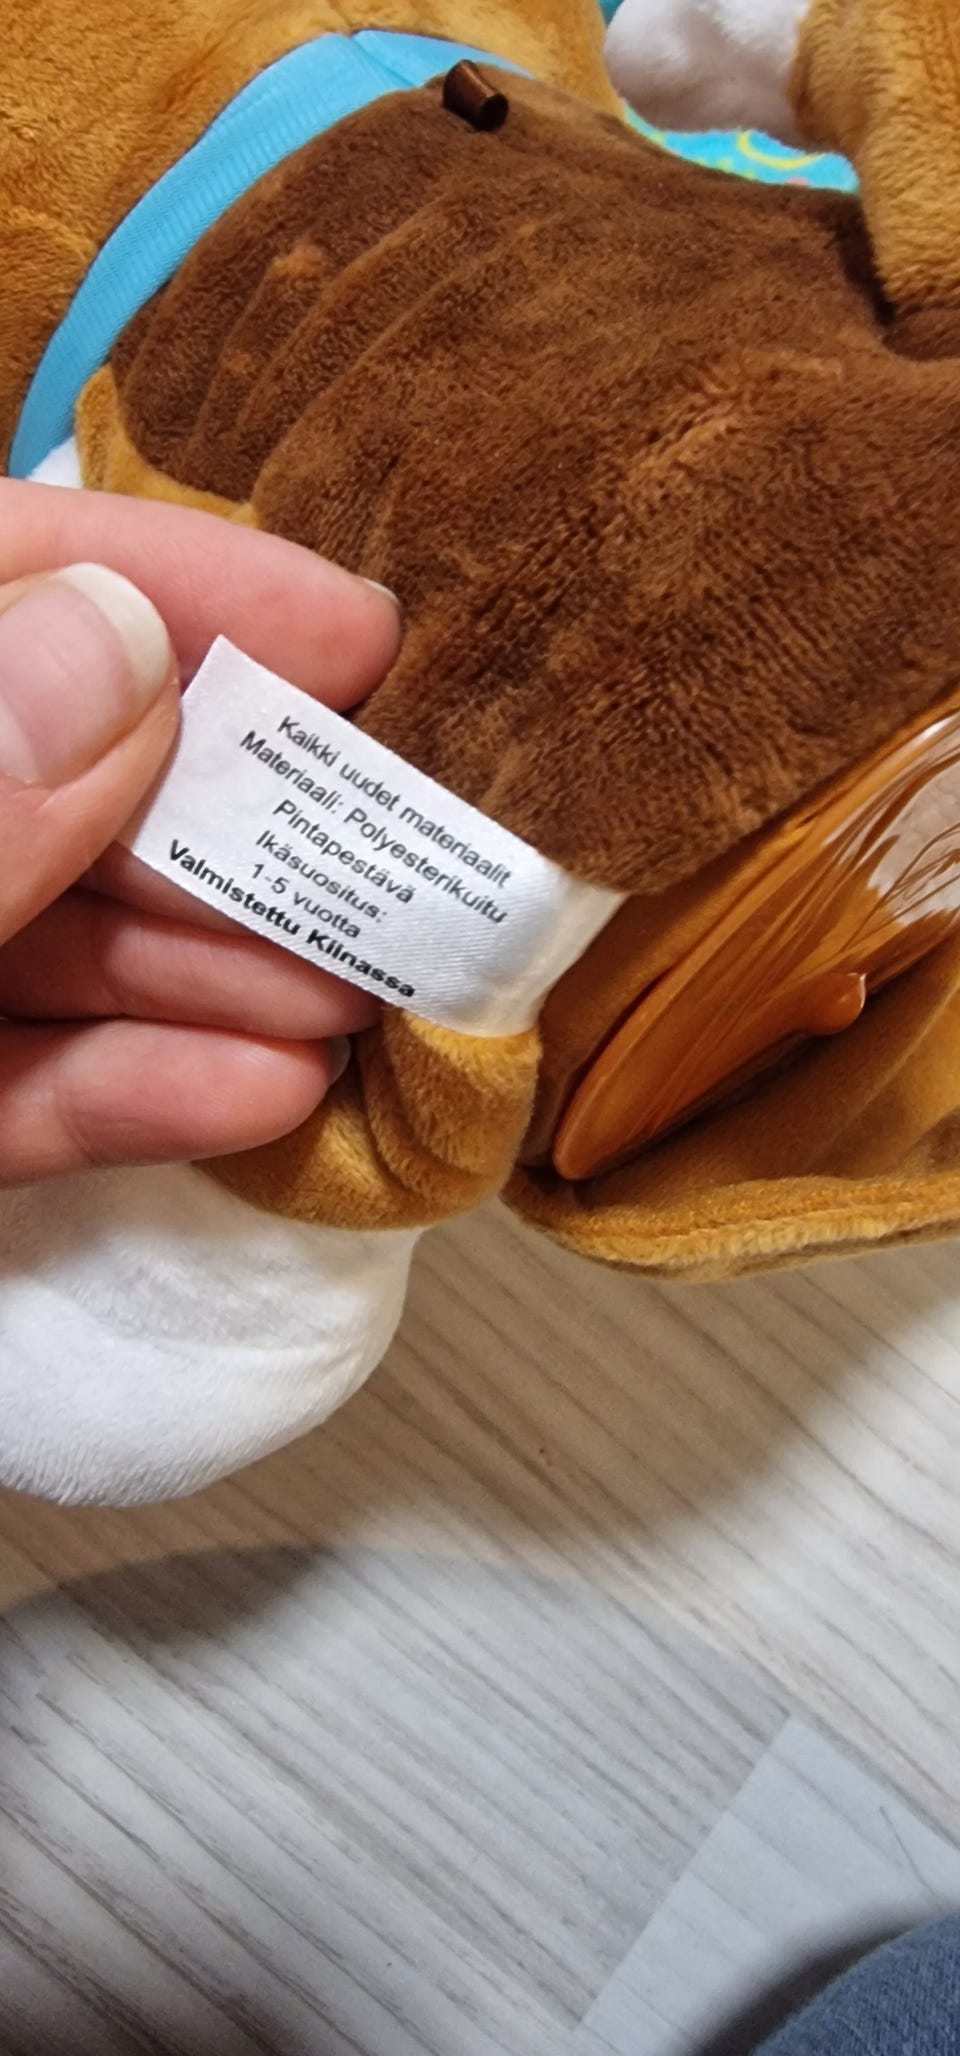 Kaikki uudet materiaalit
Materiaali: Polyesterikuitu
Pintapestävä
Ikäsuositus:
1-5 vuotta
Valmistettu Kiinassa